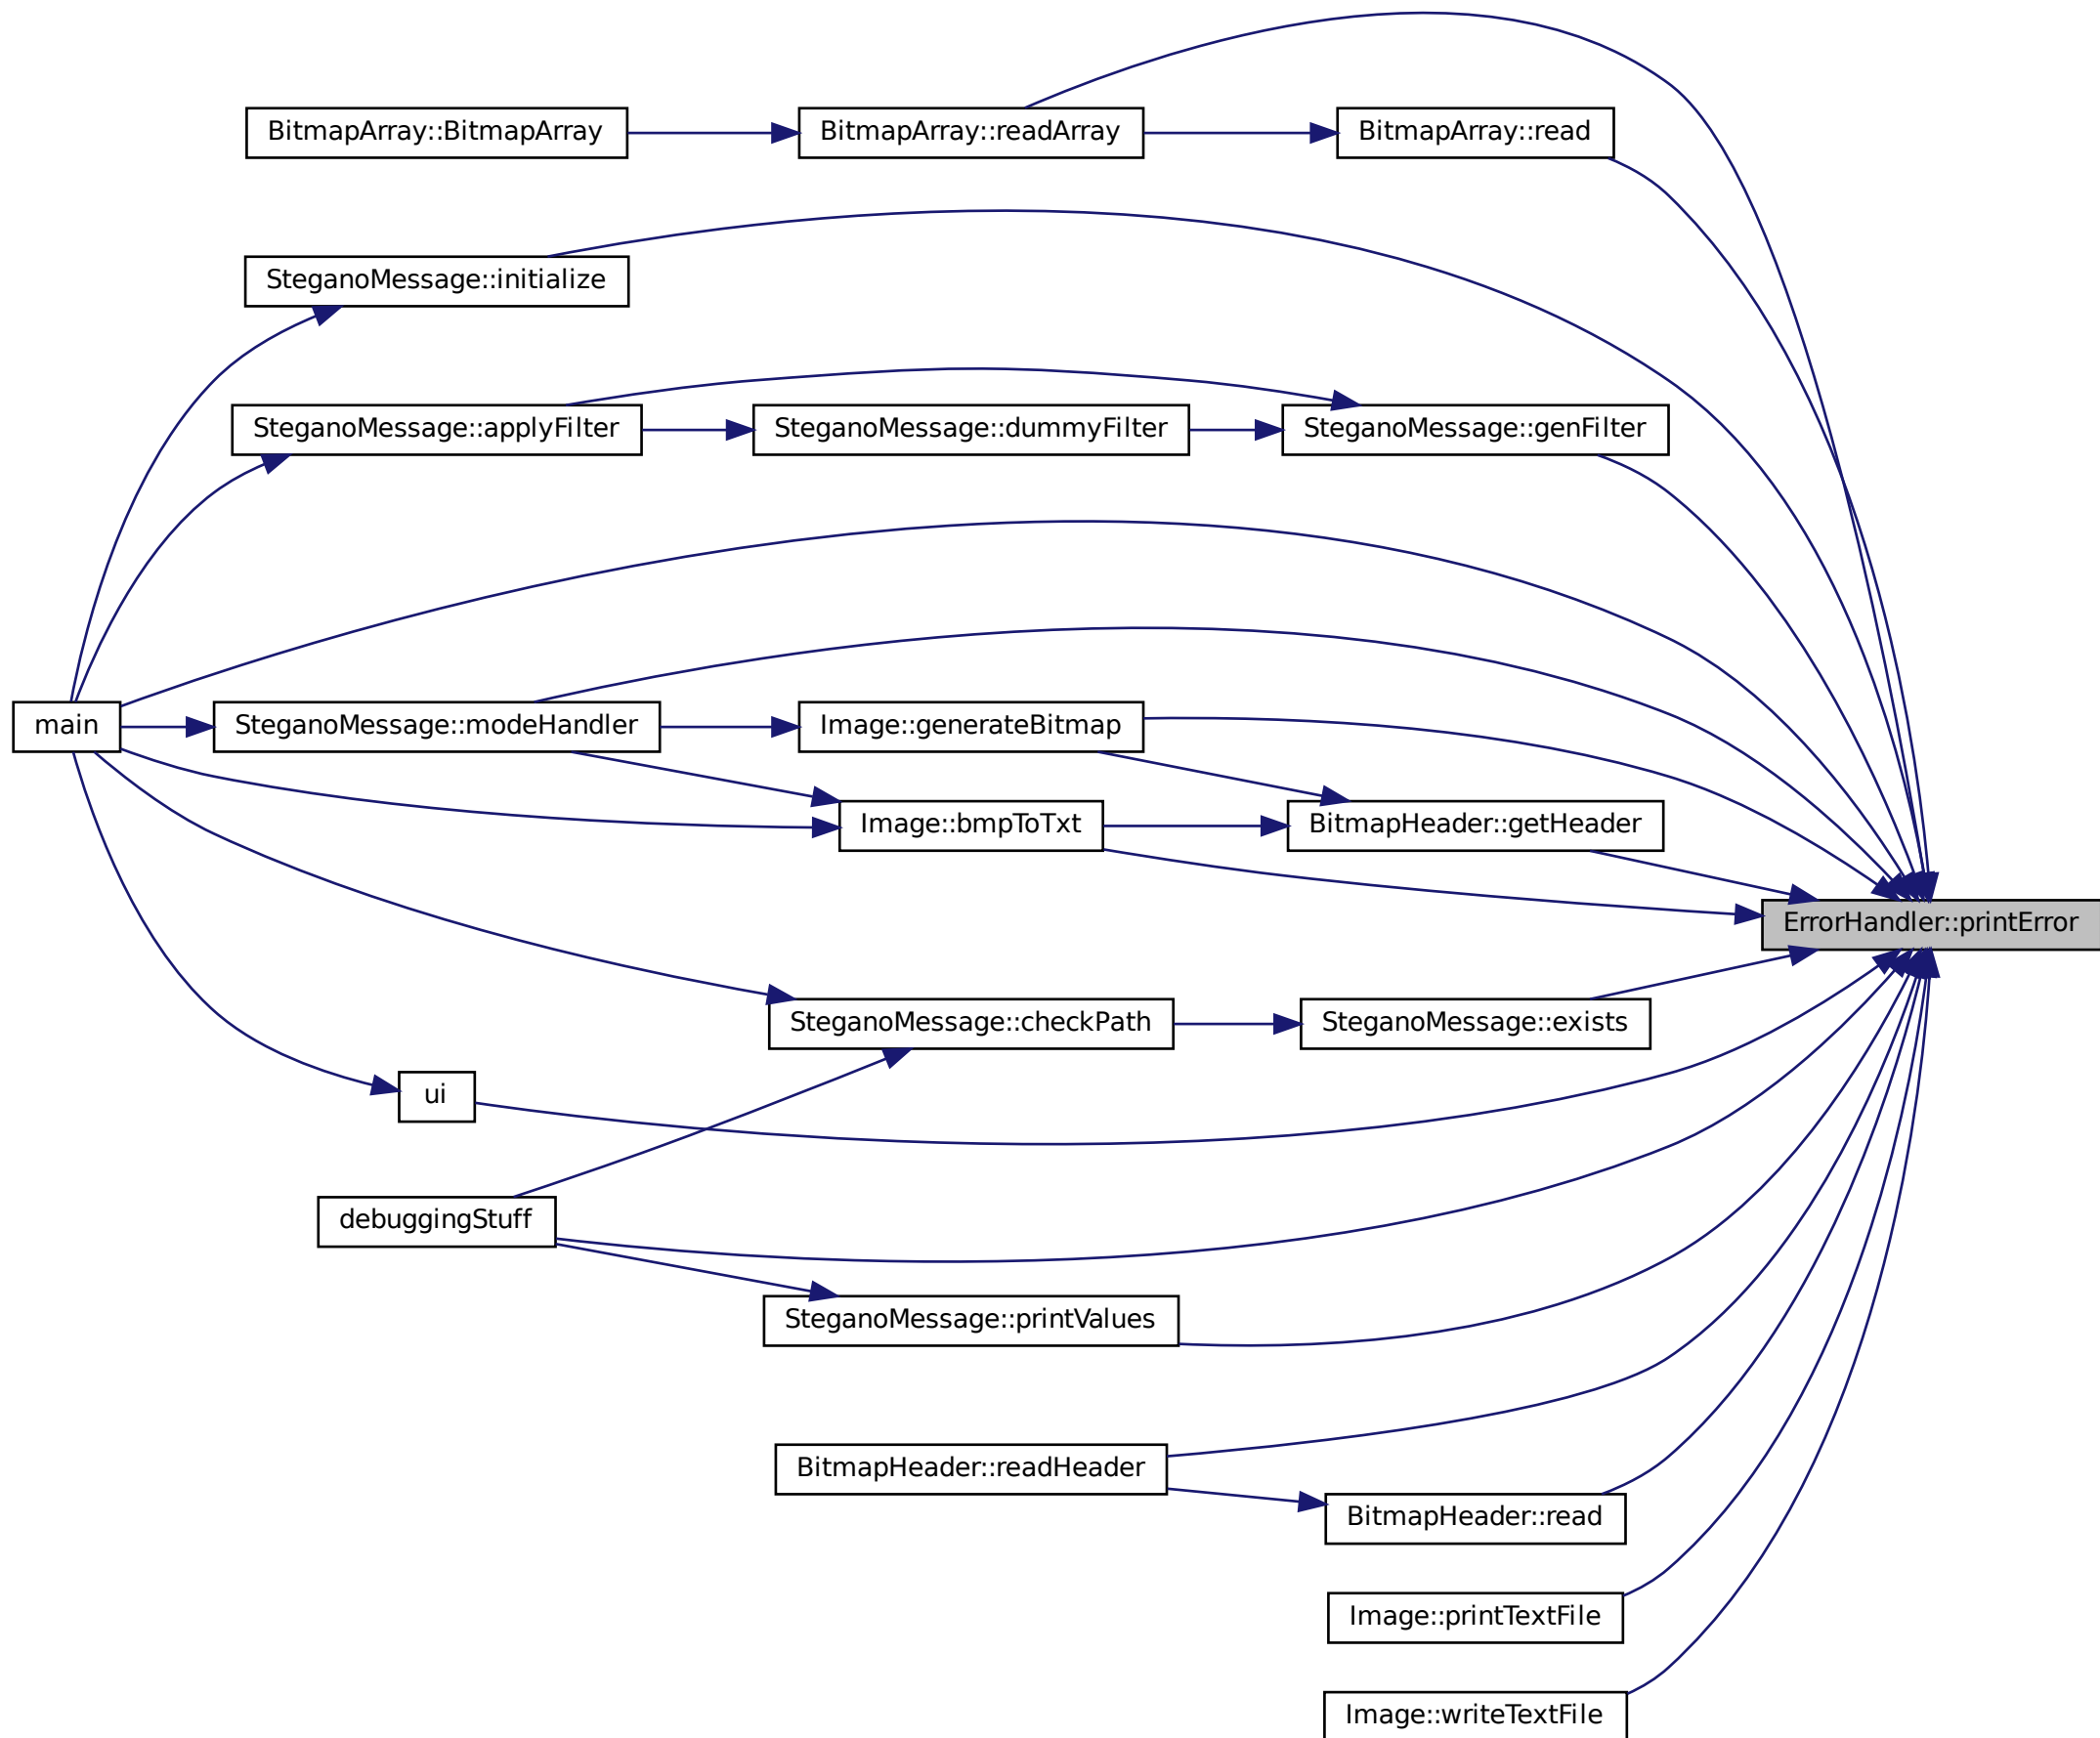 BitmapArray::BitmapArray
BitmapArray::readArray
BitmapArray::read
SteganoMessage::initialize
SteganoMessage::applyFilter
SteganoMessage::dummyFilter
SteganoMessage::genFilter
main
SteganoMessage::modeHandler
Image::generateBitmap
Image::bmpToTxt
BitmapHeader::getHeader
ErrorHandler::printError
SteganoMessage::checkPath
SteganoMessage::exists
ui
debuggingStuff
SteganoMessage::printValues
BitmapHeader::readHeader
BitmapHeader::read
Image::printTextFile
Image::writeTextFile